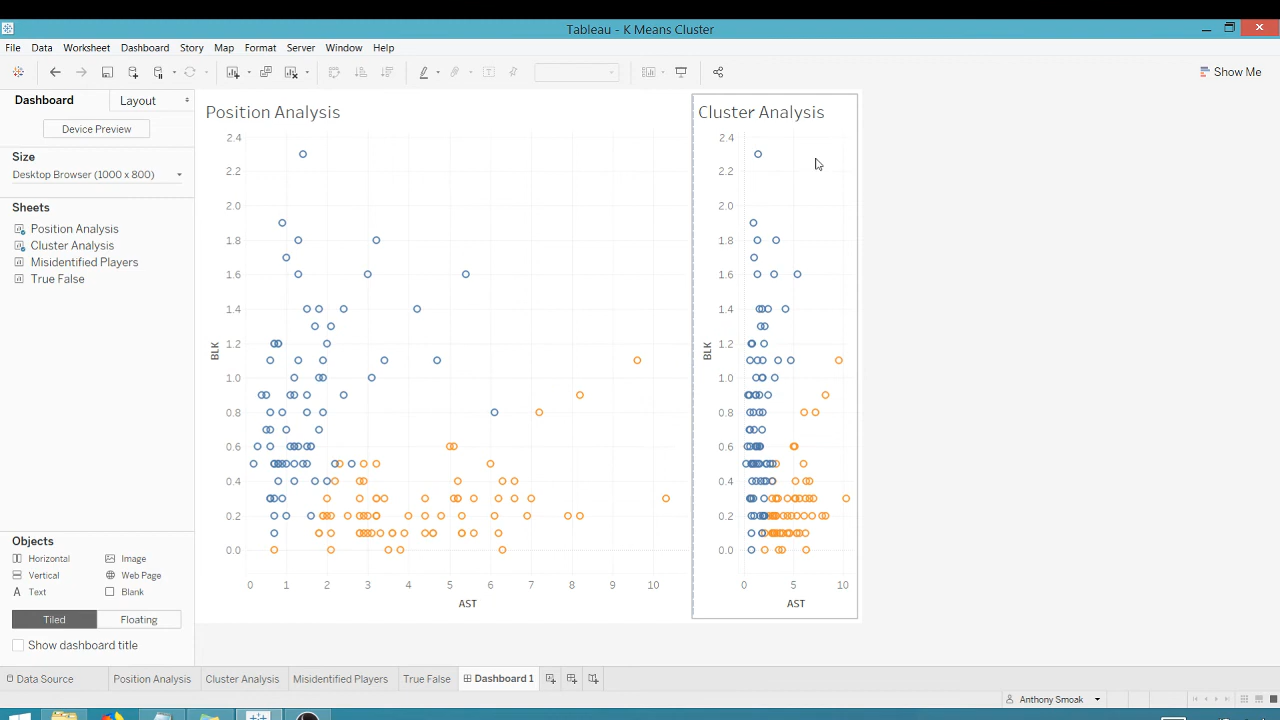 Tableau - K Means Cluster
File Data Worksheet Dashboard Story Map Format Server Window Help
Show Me
Dashboard Layout
Device Preview
Size
Desktop Browser (1000 x 800)
Sheets
Position Analysis
Cluster Analysis
Misidentified Players
True False
Objects
Horizontal Image
Vertical Web Page
A Text Blank
Tiled Floating
Show dashboard title
Position Analysis
2.4
2.2
2.0
1.8
1.6
1.4
1.2
1.0
0.8
0.6
0.4
0.2
0.0
BLK
0 1 2 3 4 5 6 7 8 9 10
AST
Cluster Analysis
2.4
2.2
2.0
1.8
1.6
1.4
1.2
1.0
0.8
0.6
0.4
0.2
0.0
BLK
0 5 10
AST
Data Source Position Analysis Cluster Analysis Misidentified Players True False Dashboard 1
Anthony Smoak